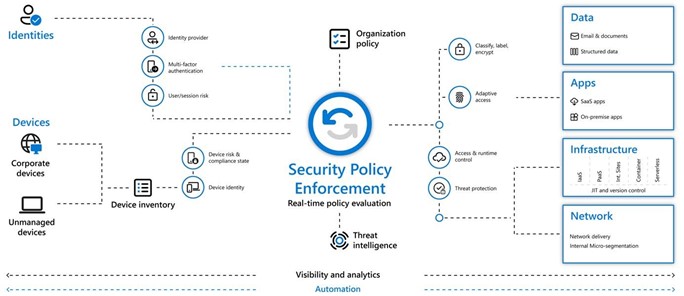 Identities
Identity provider
Multi-factor
authentication
User/session risk
Devices
Corporate
devices
Unmanaged
devices
Device inventory
Device risk &
compliance state
Device identity
Organization
policy
Security Policy
Enforcement
Real-time policy evaluation
Threat
intelligence
Classify, label,
encrypt
Adaptive
access
Access & runtime
control
Threat protection
Data
Email & documents
Structured data
Apps
SaaS apps
On-premise apps
Infrastructure
IaaS
PaaS
Int. Sites
Container
Serverless
JIT and version control
Network
Network delivery
Internal Micro-segmentation
Visibility and analytics
Automation